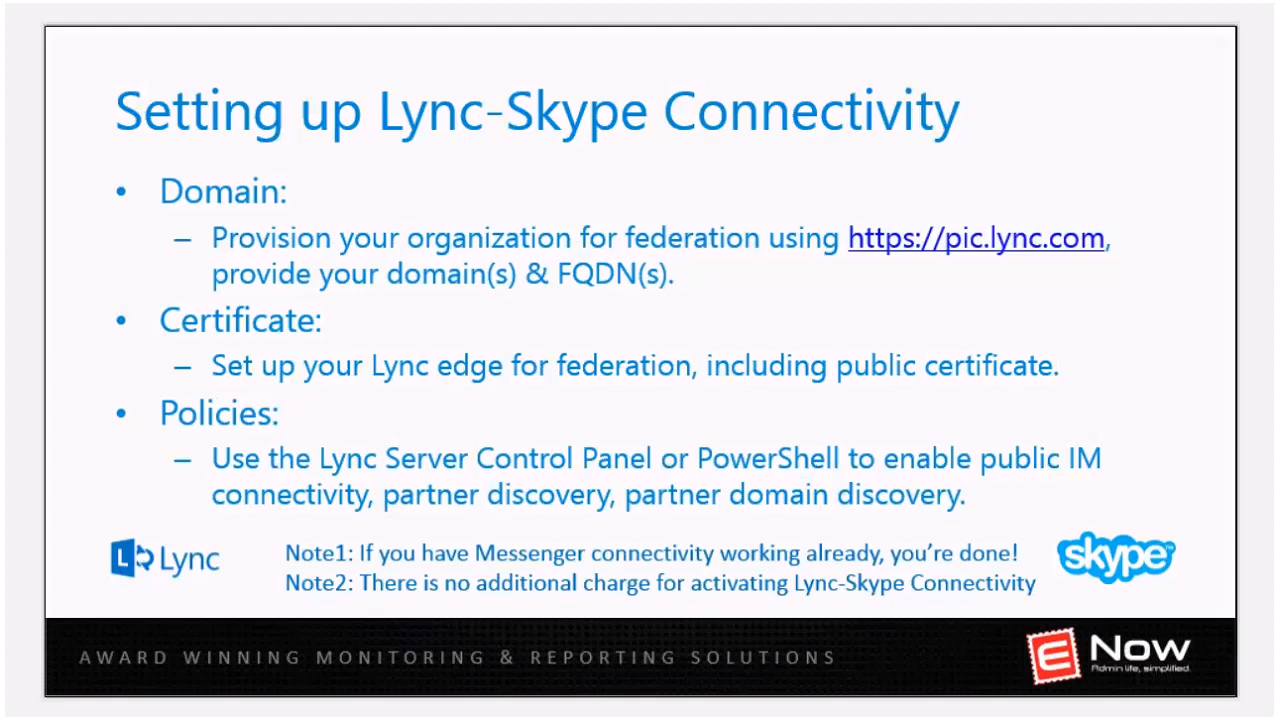 Setting up Lync-Skype Connectivity
• Domain:
– Provision your organization for federation using https://pic.lync.com,
provide your domain(s) & FQDN(s).
• Certificate:
– Set up your Lync edge for federation, including public certificate.
• Policies:
– Use the Lync Server Control Panel or PowerShell to enable public IM
connectivity, partner discovery, partner domain discovery.
Lync
Note1: If you have Messenger connectivity working already, you're done!
Note2: There is no additional charge for activating Lync-Skype Connectivity
skype™
AWARD WINNING MONITORING & REPORTING SOLUTIONS
E Now
Admin life, simplified.